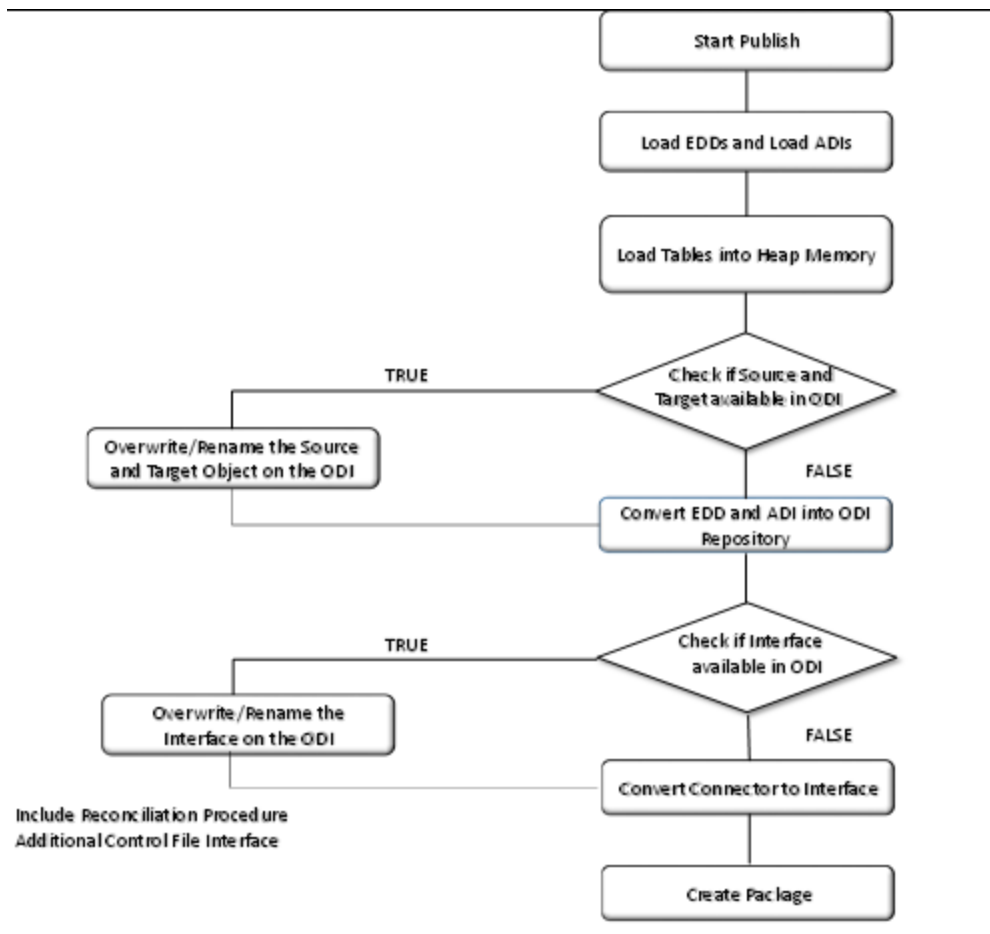 Start Publish
Load EDDs and Load ADIs
Load Tables into Heap Memory
Check if Source and
Target available in ODI
TRUE
Overwrite/Rename the Source
and Target Object on the ODI
FALSE
Convert EDD and ADI into ODI
Repository
Check if Interface
available in ODI
TRUE
Overwrite/Rename the
Interface on the ODI
FALSE
Convert Connector to Interface
Include Reconciliation Procedure
Additional Control File Interface
Create Package